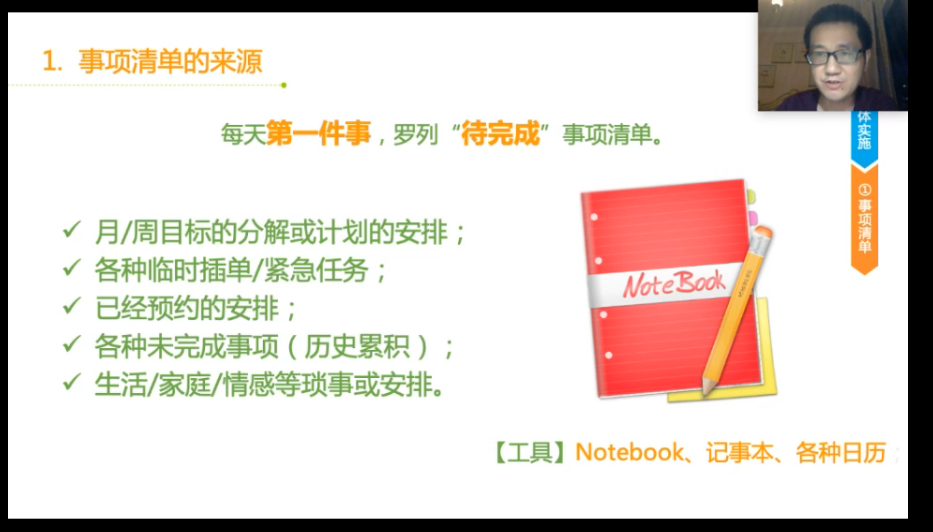 1. 事项清单的来源
每天第一件事，罗列“待完成”事项清单。
✓ 月/周目标的分解或计划的安排；
✓ 各种临时插单/紧急任务；
✓ 已经预约的安排；
✓ 各种未完成事项（历史累积）；
✓ 生活/家庭/情感等琐事或安排。
NoteBook
体实施
①事项清单
【工具】Notebook、记事本、各种日历；